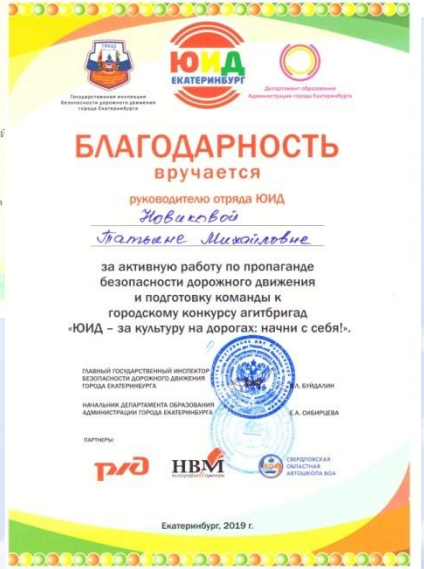 ГИБДД
Государственная инспекция
безопасности дорожного движения
города Екатеринбурга
ЮИД
ЕКАТЕРИНБУРГ
Департамент образования
Администрации города Екатеринбурга
БЛАГОДАРНОСТЬ
вручается
руководителю отряда ЮИД
Новиковой
Татьяне Михайловне
за активную работу по пропаганде
безопасности дорожного движения
и подготовку команды к
городскому конкурсу агитбригад
«ЮИД – за культуру на дорогах: начни с себя!».
ГЛАВНЫЙ ГОСУДАРСТВЕННЫЙ ИНСПЕКТОР
БЕЗОПАСНОСТИ ДОРОЖНОГО ДВИЖЕНИЯ
ГОРОДА ЕКАТЕРИНБУРГА
БУЙДАЛИН
НАЧАЛЬНИК ДЕПАРТАМЕНТА ОБРАЗОВАНИЯ
АДМИНИСТРАЦИИ ГОРОДА ЕКАТЕРИНБУРГА
Е.А. СИБИРЦЕВА
ПАРТНЕРЫ:
ржд
НВМ
ВОА
СВЕРДЛОВСКАЯ
ОБЛАСТНАЯ
АВТОШКОЛА ВОА
Екатеринбург, 2019 г.